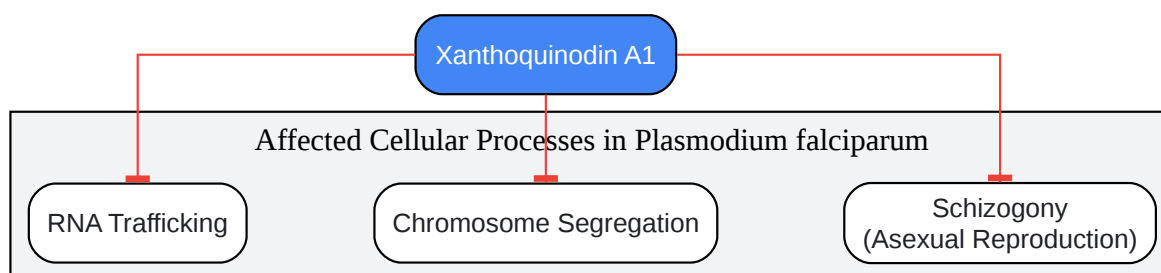 Xanthoquinodin A1
Affected Cellular Processes in Plasmodium falciparum
RNA Trafficking
Chromosome Segregation
Schizogony
(Asexual Reproduction)